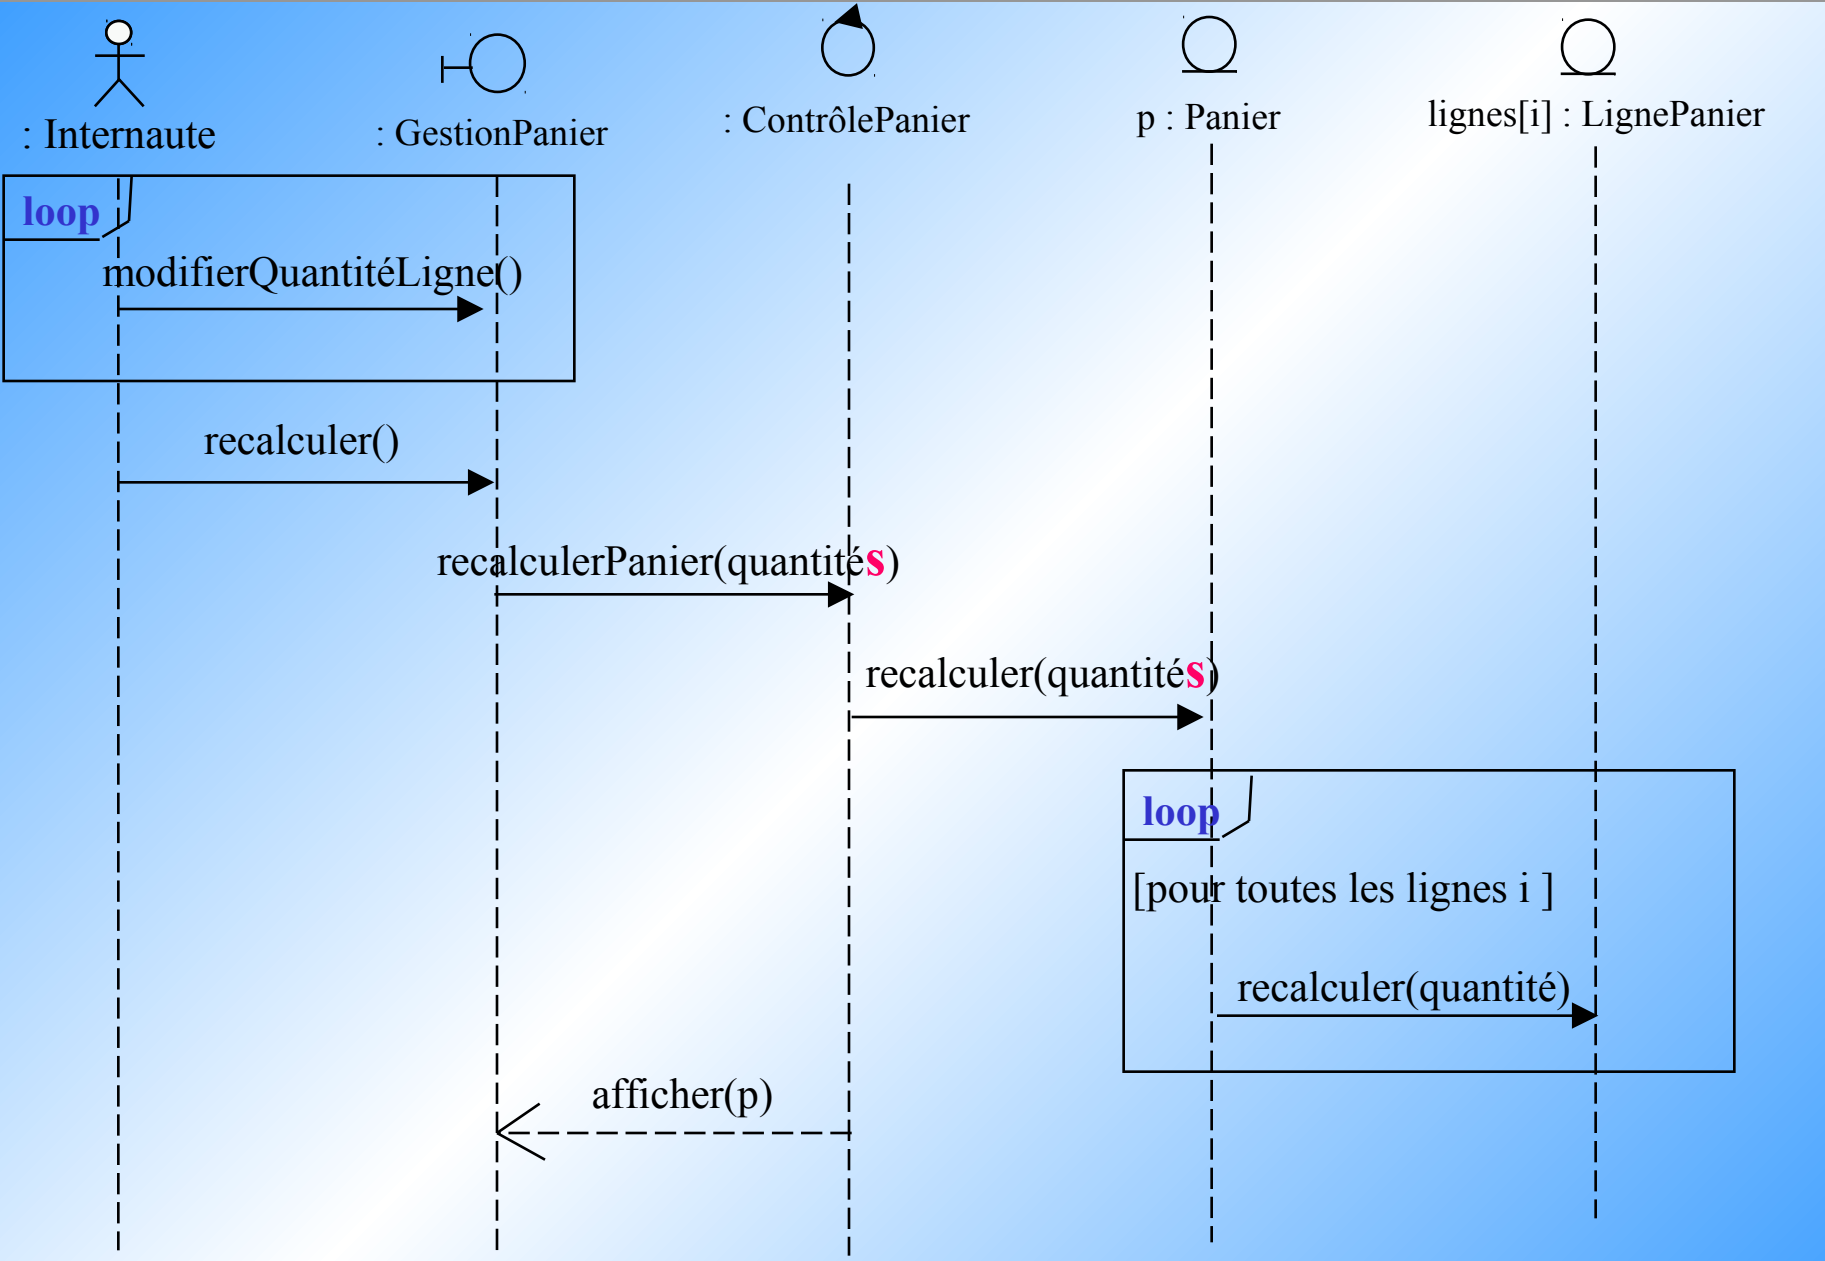 : Internaute
: GestionPanier
: ContrôlePanier
p : Panier
lignes[i] : LignePanier
loop
modifierQuantitéLigne()
recalculer()
recalculerPanier(quantités)
recalculer(quantités)
loop
[pour toutes les lignes i ]
recalculer(quantité)
afficher(p)